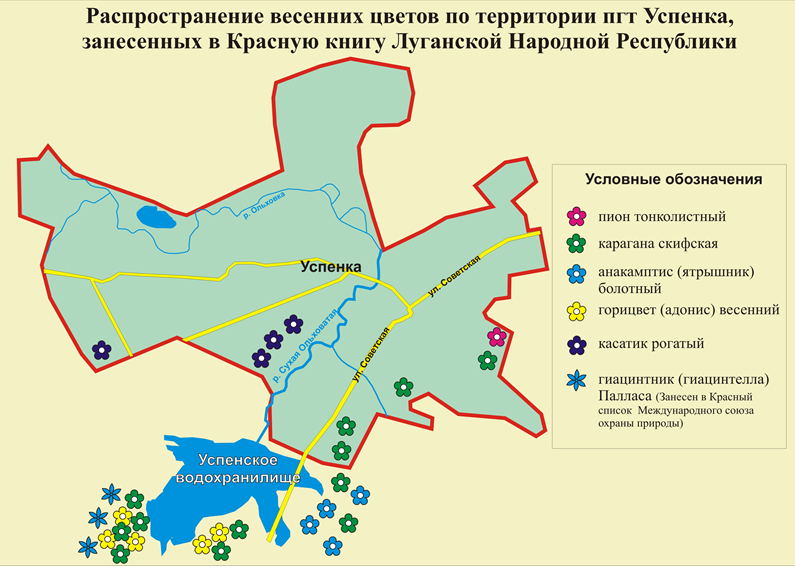 Распространение весенних цветов по территории пгт Успенка,
занесенных в Красную книгу Луганской Народной Республики
р. Ольховка
Успенка
ул. Советская
р. Сухая Ольховатая
ул. Советская
Успенское
водохранилище
Условные обозначения
пион тонколистный
карагана скифская
анакамптис (ятрышник)
болотный
горицвет (адонис) весенний
касатик рогатый
гиацинтник (гиацинтелла)
Палласа (Занесен в Красный
список Международного союза
охраны природы)